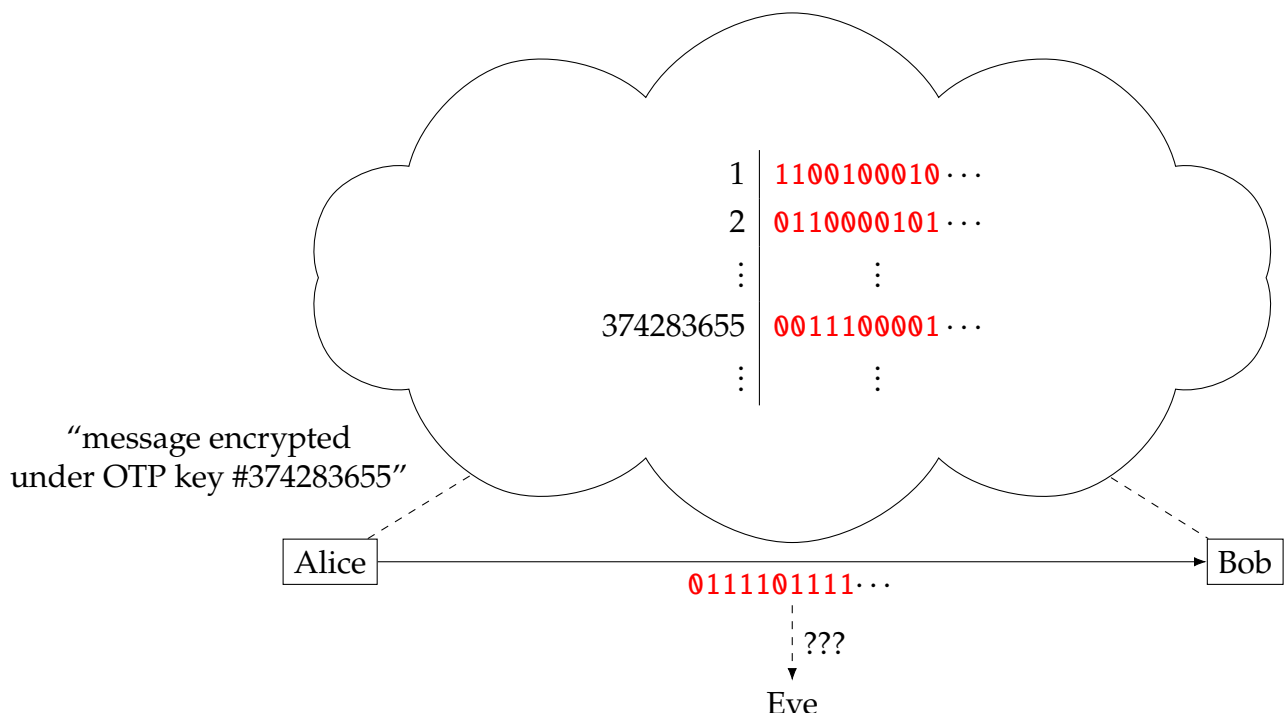 1 1100100010···
2 0110000101···
⋮ ⋮
374283655 0011100001···
⋮ ⋮
“message encrypted
under OTP key #374283655”
Alice
Bob
0111101111···
???
Eve